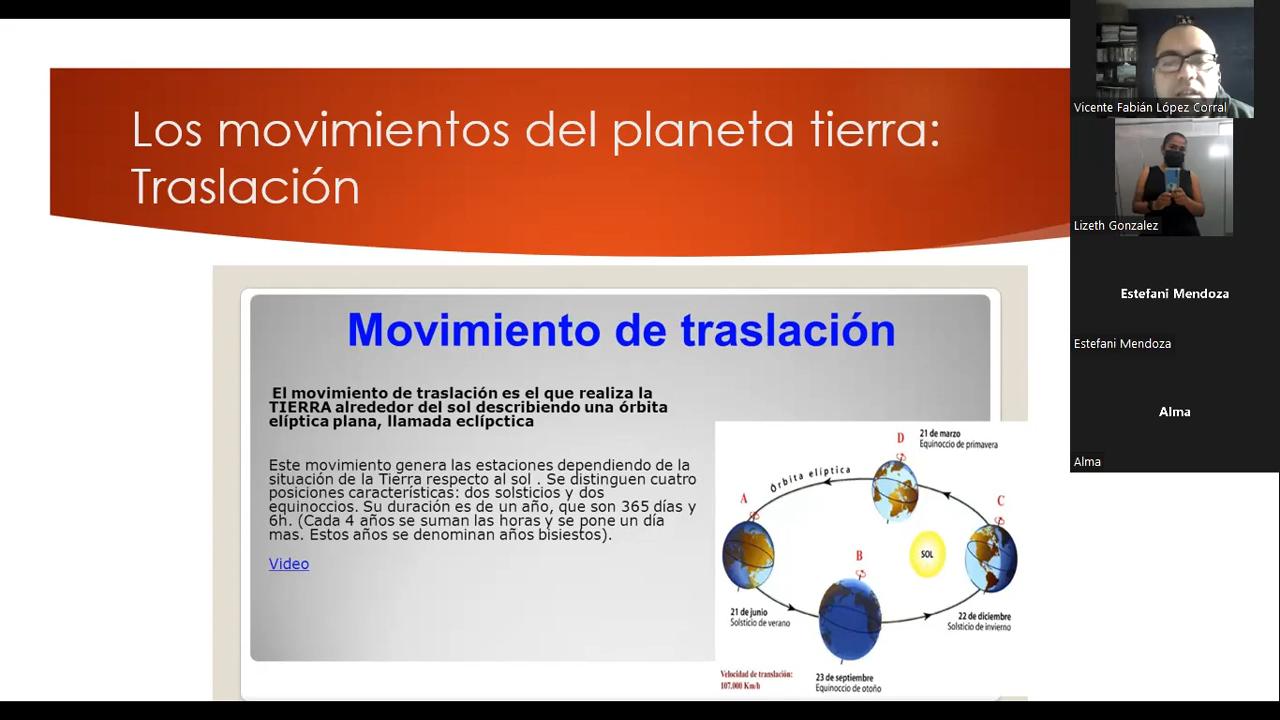 Los movimientos del planeta tierra:
Traslación
Movimiento de traslación
El movimiento de traslación es el que realiza la
TIERRA alrededor del sol describiendo una órbita
elíptica plana, llamada eclípctica
Este movimiento genera las estaciones dependiendo de la
situación de la Tierra respecto al sol . Se distinguen cuatro
posiciones características: dos solsticios y dos
equinoccios. Su duración es de un año, que son 365 días y
6h. (Cada 4 años se suman las horas y se pone un día
mas. Estos años se denominan años bisiestos).
Video
D
21 de marzo
Equinoccio de primavera
Órbita elíptica
A
C
B
SOL
21 de junio
Solsticio de verano
22 de diciembre
Solsticio de invierno
Velocidad de translación:
107.000 Km/h
23 de septiembre
Equinoccio de otoño
Vicente Fabián López Corral
Lizeth Gonzalez
Estefani Mendoza
Estefani Mendoza
Alma
Alma